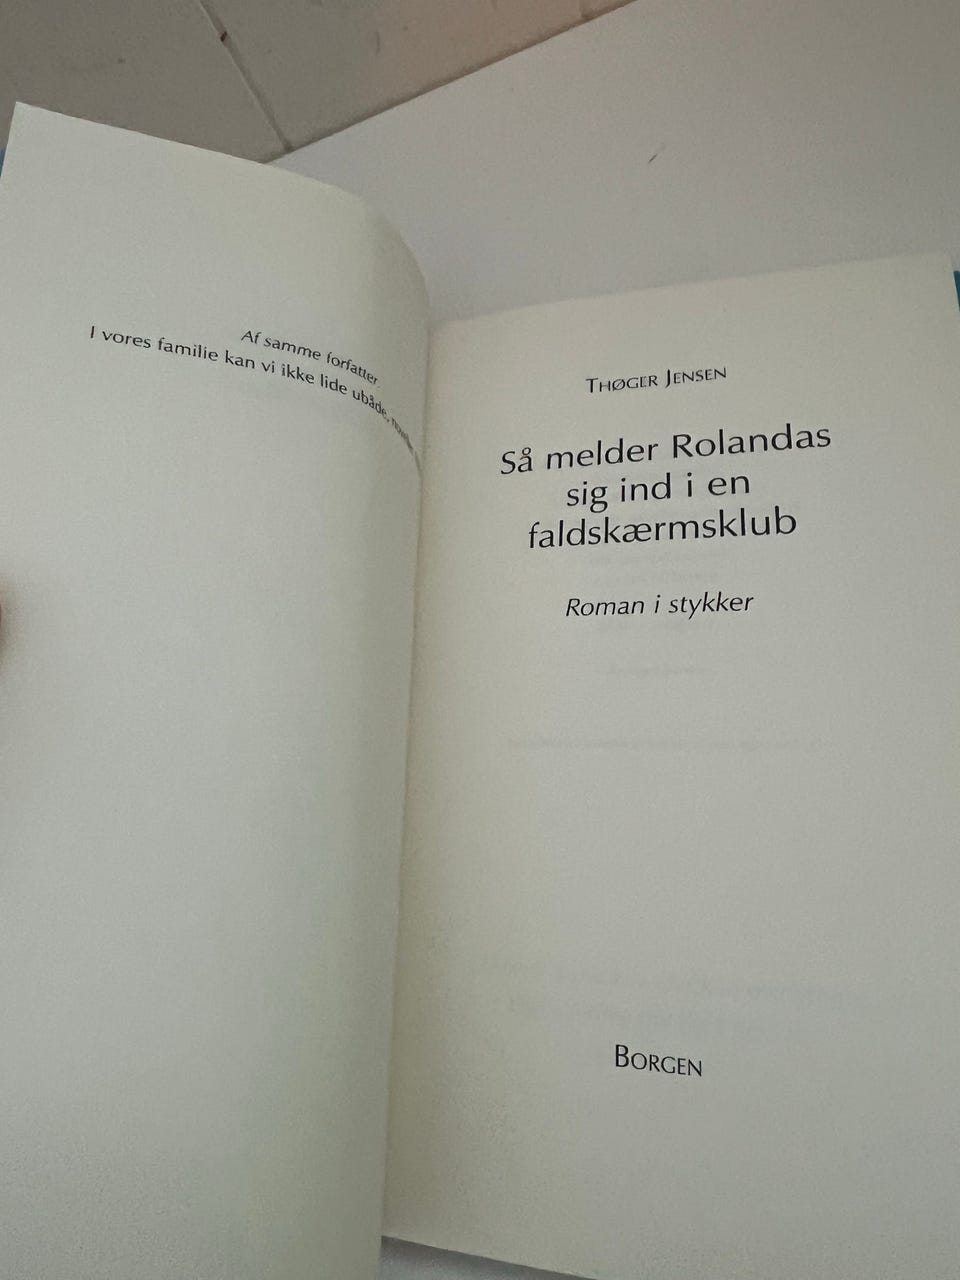 Af samme forfatter:
I vores familie kan vi ikke lide ubåde,
THØGER JENSEN
Så melder Rolandas
sig ind i en
faldskærmsklub
Roman i stykker
BORGEN